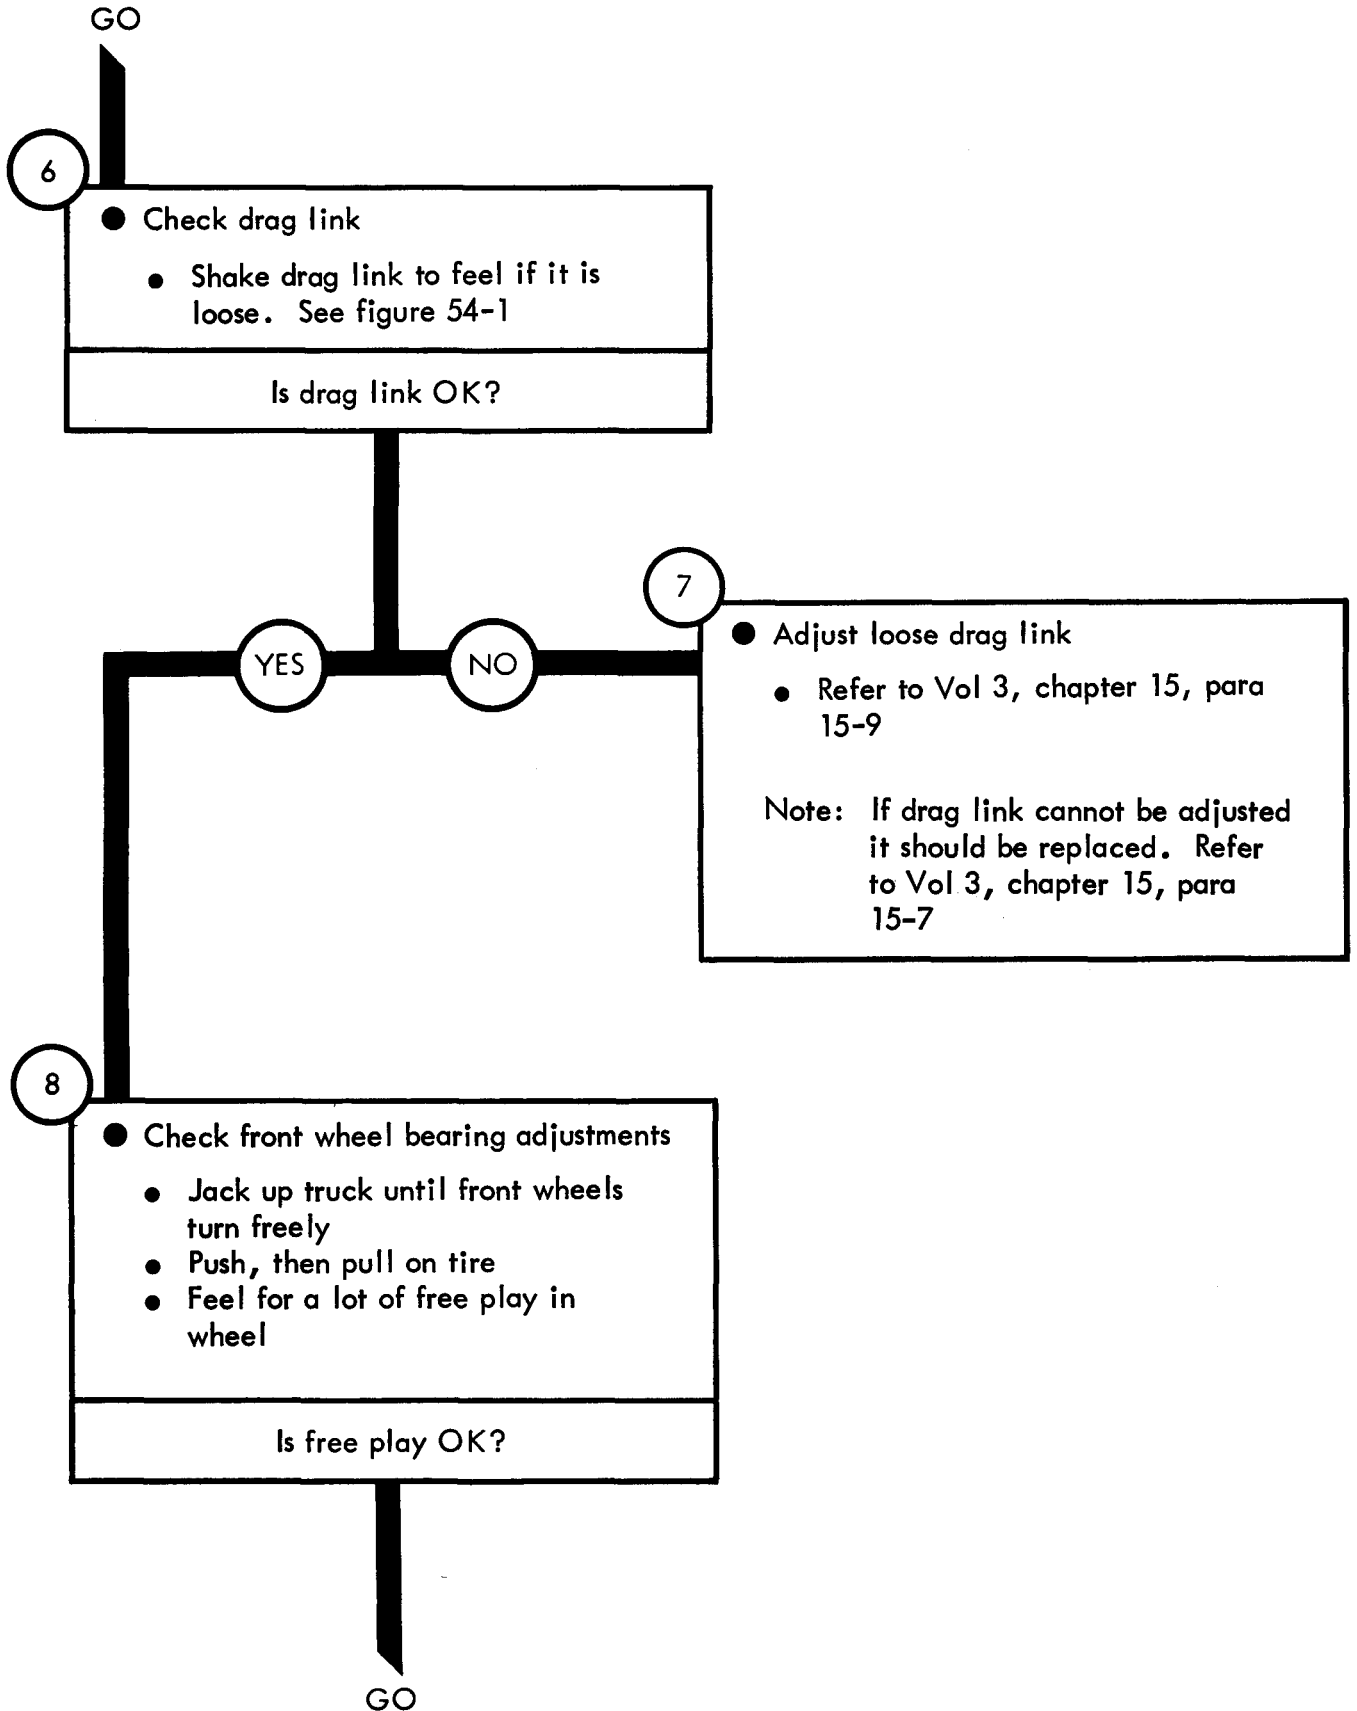 GO
6
● Check drag link
● Shake drag link to feel if it is
loose. See figure 54-1
Is drag link OK?
YES
NO
7
● Adjust loose drag link
● Refer to Vol 3, chapter 15, para
15-9
Note: If drag link cannot be adjusted
it should be replaced. Refer
to Vol 3, chapter 15, para
15-7
8
● Check front wheel bearing adjustments
● Jack up truck until front wheels
turn freely
● Push, then pull on tire
● Feel for a lot of free play in
wheel
Is free play OK?
GO